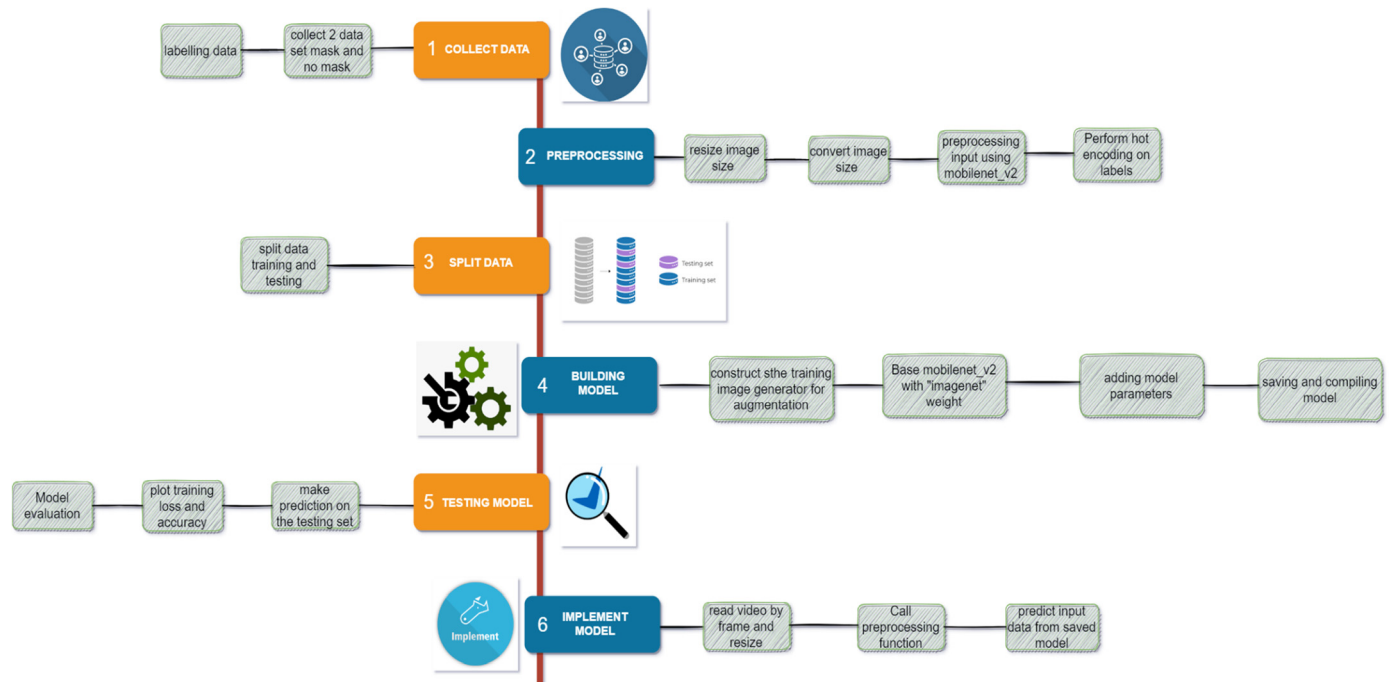 labelling data
collect 2 data
set mask and
no mask
1 COLLECT DATA
2 PREPROCESSING
resize image
size
convert image
size
preprocessing
input using
mobilenet_v2
Perform hot
encoding on
labels
split data
training and
testing
3 SPLIT DATA
Testing set
Training set
4 BUILDING
MODEL
construct sthe training
image generator for
augmentation
Base mobilenet_v2
with "imagenet"
weight
adding model
parameters
saving and compiling
model
Model
evaluation
plot training
loss and
accuracy
make
prediction on
the testing set
5 TESTING MODEL
Implement
6 IMPLEMENT
MODEL
read video by
frame and
resize
Call
preprocessing
function
predict input
data from saved
model